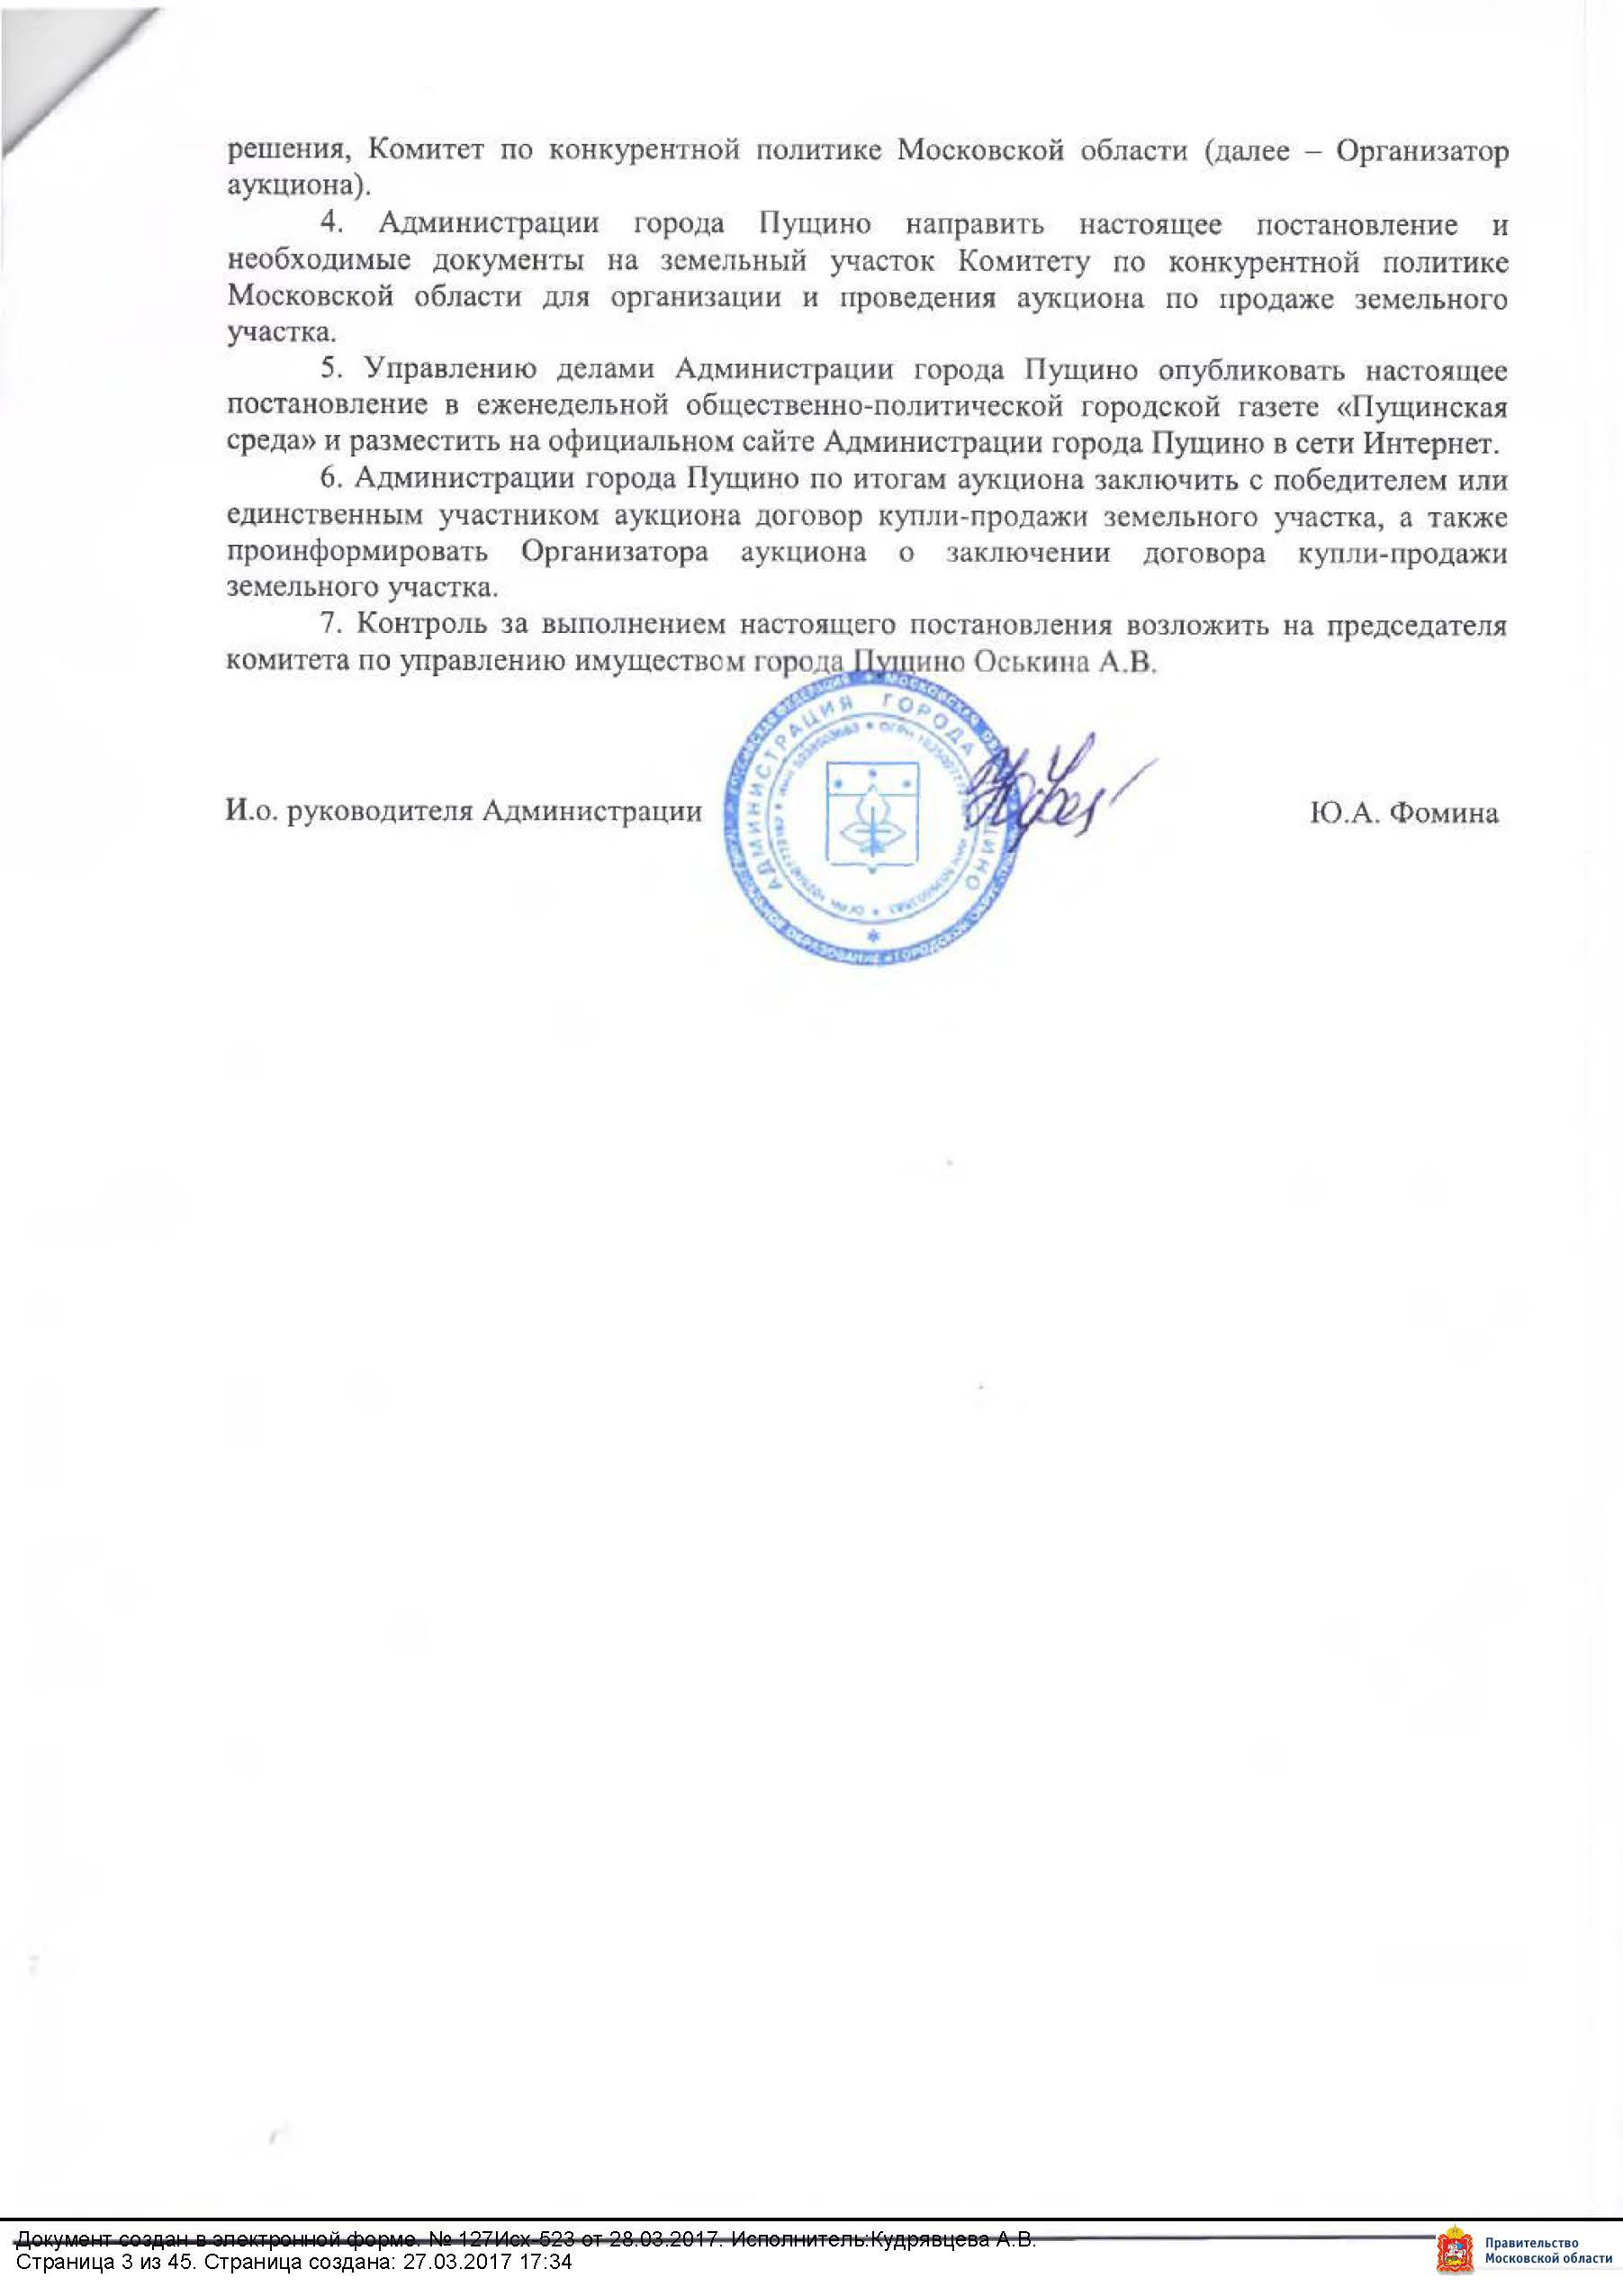 решения, Комитет по конкурентной политике Московской области (далее – Организатор
аукциона).
4. Администрации города Пущино направить настоящее постановление и
необходимые документы на земельный участок Комитету по конкурентной политике
Московской области для организации и проведения аукциона по продаже земельного
участка.
5. Управлению делами Администрации города Пущино опубликовать настоящее
постановление в еженедельной общественно-политической городской газете «Пущинская
среда» и разместить на официальном сайте Администрации города Пущино в сети Интернет.
6. Администрации города Пущино по итогам аукциона заключить с победителем или
единственным участником аукциона договор купли-продажи земельного участка, а также
проинформировать Организатора аукциона о заключении договора купли-продажи
земельного участка.
7. Контроль за выполнением настоящего постановления возложить на председателя
комитета по управлению имуществом города Пущино Оськина А.В.
АДМИНИСТРАЦИЯ ГОРОДА
И.о. руководителя Администрации
Ю.А. Фомина
Документ создан в электронной форме. № 127Исх-523 от 28.03.2017. Исполнитель:Кудрявцева А.В.
Страница 3 из 45. Страница создана: 27.03.2017 17:34
Правительство
Московской области